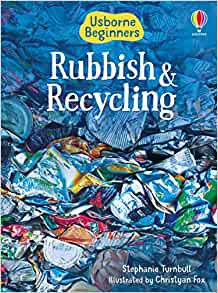 Usborne
Beginners
Rubbish &
Recycling
Stephanie Turnbull
Illustrated by Christyan Fox